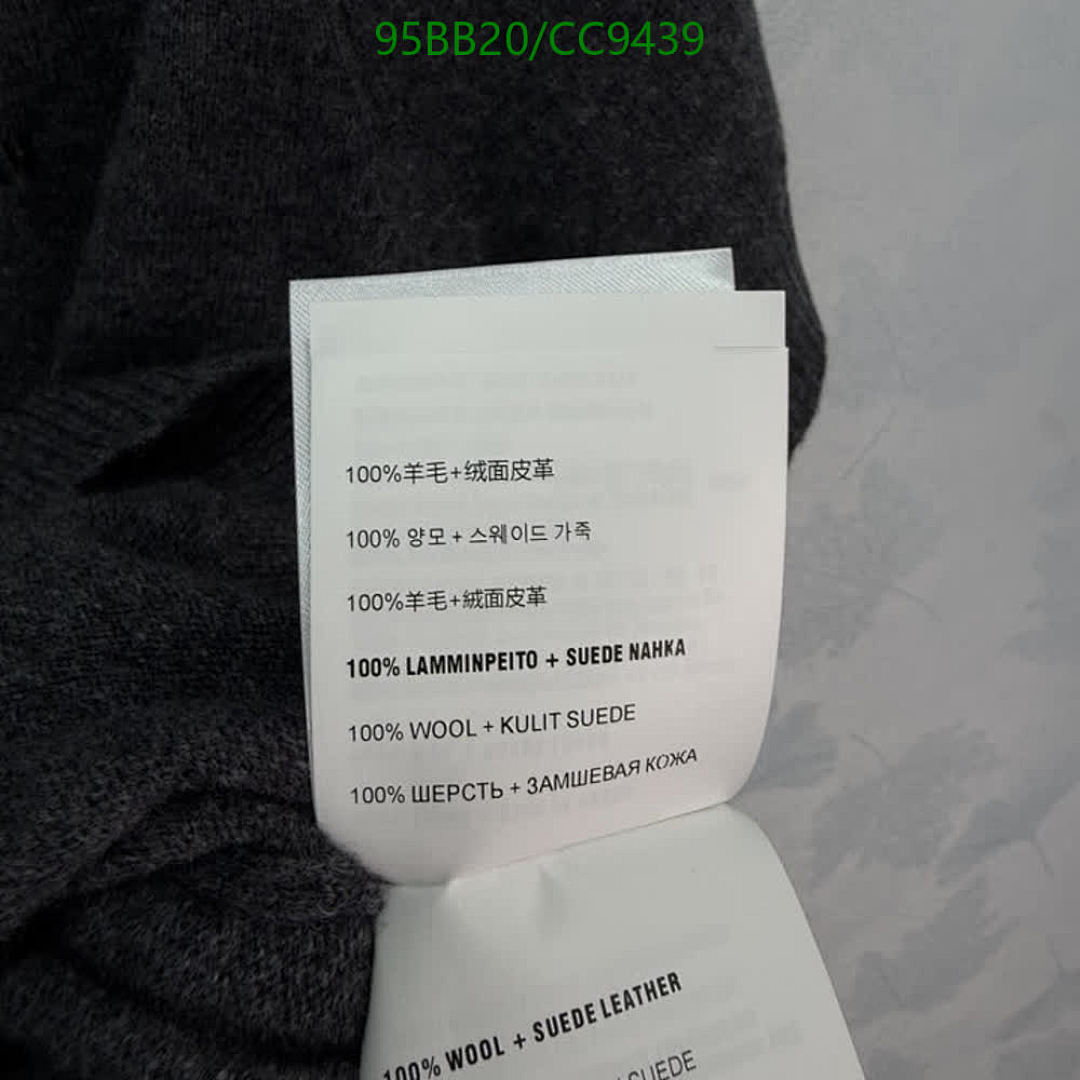 95BB20/CC9439
100%羊毛+绒面皮革
100% 양모 + 스웨이드 가죽
100%羊毛+絨面皮革
100% LAMMINPEITO + SUEDE NAHKA
100% WOOL + KULIT SUEDE
100% ШЕРСТЬ + ЗАМШЕВАЯ КОЖА
100% WOOL + SUEDE LEATHER
SUEDE